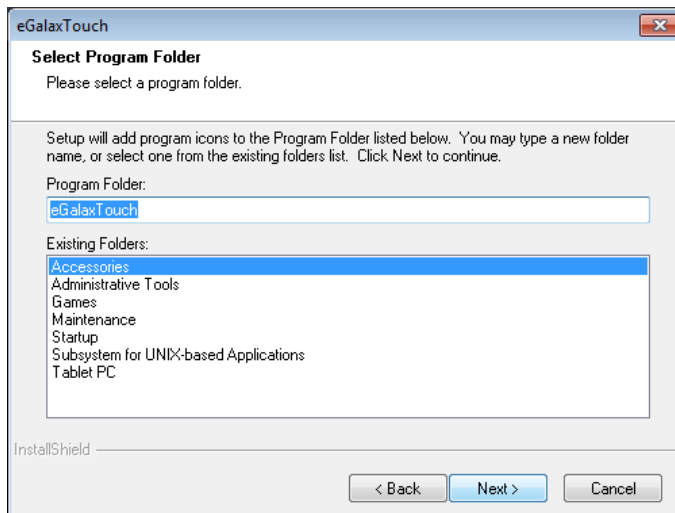 eGalaxTouch
Select Program Folder
Please select a program folder.
Setup will add program icons to the Program Folder listed below.  You may type a new folder
name, or select one from the existing folders list.  Click Next to continue.
Program Folder:
eGalaxTouch
Existing Folders:
Accessories
Administrative Tools
Games
Maintenance
Startup
Subsystem for UNIX-based Applications
Tablet PC
InstallShield
< Back
Next >
Cancel